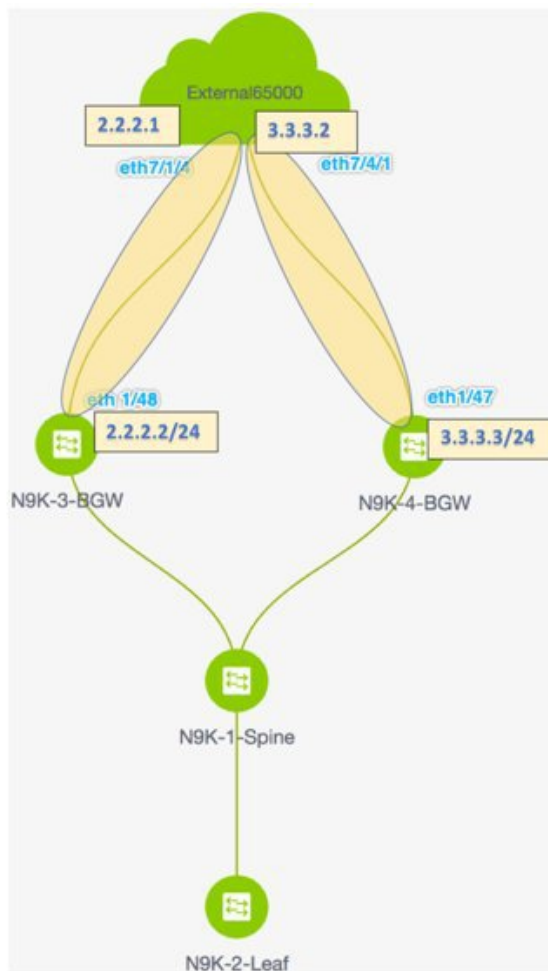 External65000
2.2.2.1
3.3.3.2
eth7/1/4
eth7/4/1
eth 1/48
eth1/47
2.2.2.2/24
3.3.3.3/24
N9K-3-BGW
N9K-4-BGW
N9K-1-Spine
N9K-2-Leaf